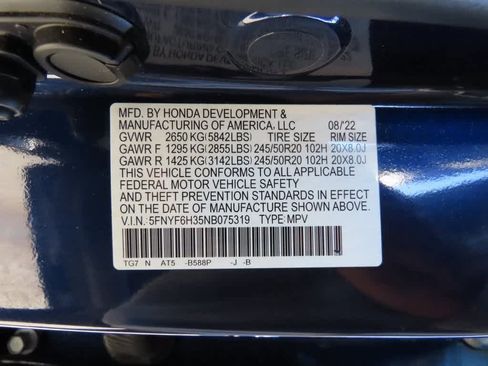 MFD. BY HONDA DEVELOPMENT &
MANUFACTURING OF AMERICA, LLC 08/'22
GVWR 2650 KG(5842LBS) TIRE SIZE RIM SIZE
GAWR F 1295 KG(2855LBS) 245/50R20 102H 20X8.0J
GAWR R 1425 KG(3142LBS) 245/50R20 102H 20X8.0J
THIS VEHICLE CONFORMS TO ALL APPLICABLE
FEDERAL MOTOR VEHICLE SAFETY
AND THEFT PREVENTION STANDARDS IN EFFECT
ON THE DATE OF MANUFACTURE SHOWN ABOVE.
V.I.N. 5FNYF6H35NB075319 TYPE: MPV
TG7 N AT5 -B588P -J -B